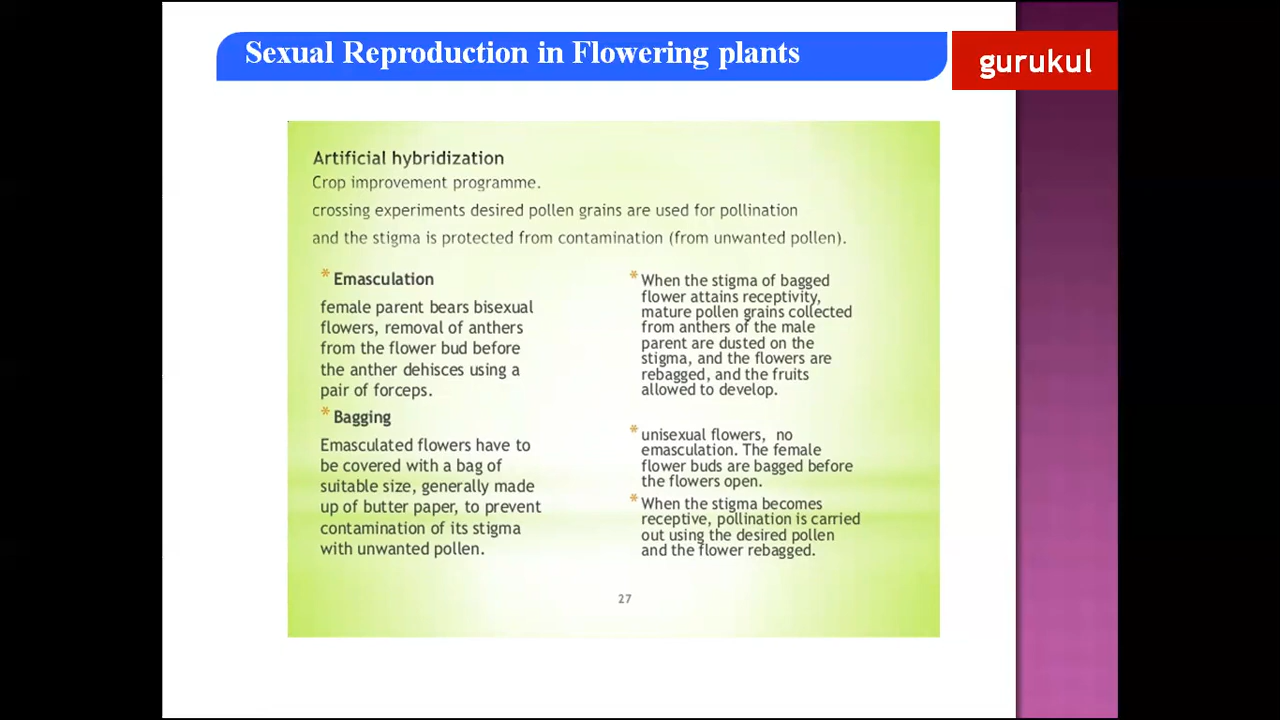 Sexual Reproduction in Flowering plants
gurukul
Artificial hybridization
Crop improvement programme.
crossing experiments desired pollen grains are used for pollination
and the stigma is protected from contamination (from unwanted pollen).
* Emasculation
female parent bears bisexual
flowers, removal of anthers
from the flower bud before
the anther dehisces using a
pair of forceps.
* Bagging
Emasculated flowers have to
be covered with a bag of
suitable size, generally made
up of butter paper, to prevent
contamination of its stigma
with unwanted pollen.
* When the stigma of bagged
flower attains receptivity,
mature pollen grains collected
from anthers of the male
parent are dusted on the
stigma, and the flowers are
rebagged, and the fruits
allowed to develop.
* unisexual flowers, no
emasculation. The female
flower buds are bagged before
the flowers open.
* When the stigma becomes
receptive, pollination is carried
out using the desired pollen
and the flower rebagged.
27